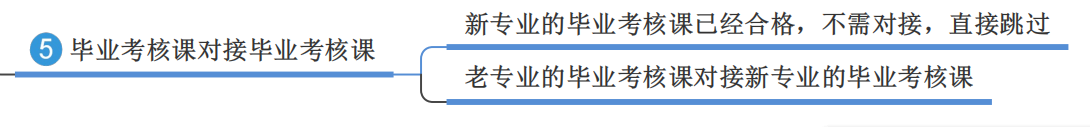 新专业的毕业考核课已经合格，不需对接，直接跳过
5 毕业考核课对接毕业考核课
老专业的毕业考核课对接新专业的毕业考核课